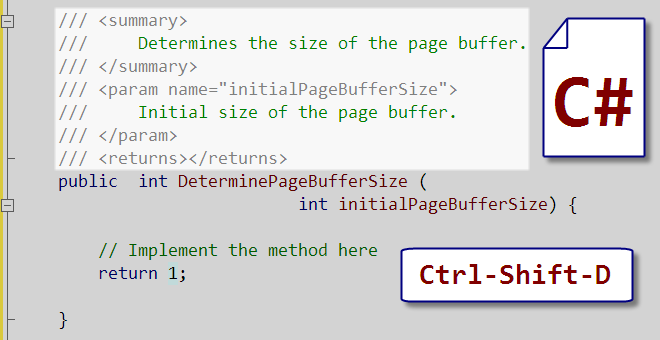 /// <summary>
///     Determines the size of the page buffer.
/// </summary>
/// <param name="initialPageBufferSize">
///     Initial size of the page buffer.
/// </param>
/// <returns></returns>
public  int DeterminePageBufferSize (
                        int initialPageBufferSize) {
    // Implement the method here
    return 1;
}
C#
Ctrl-Shift-D